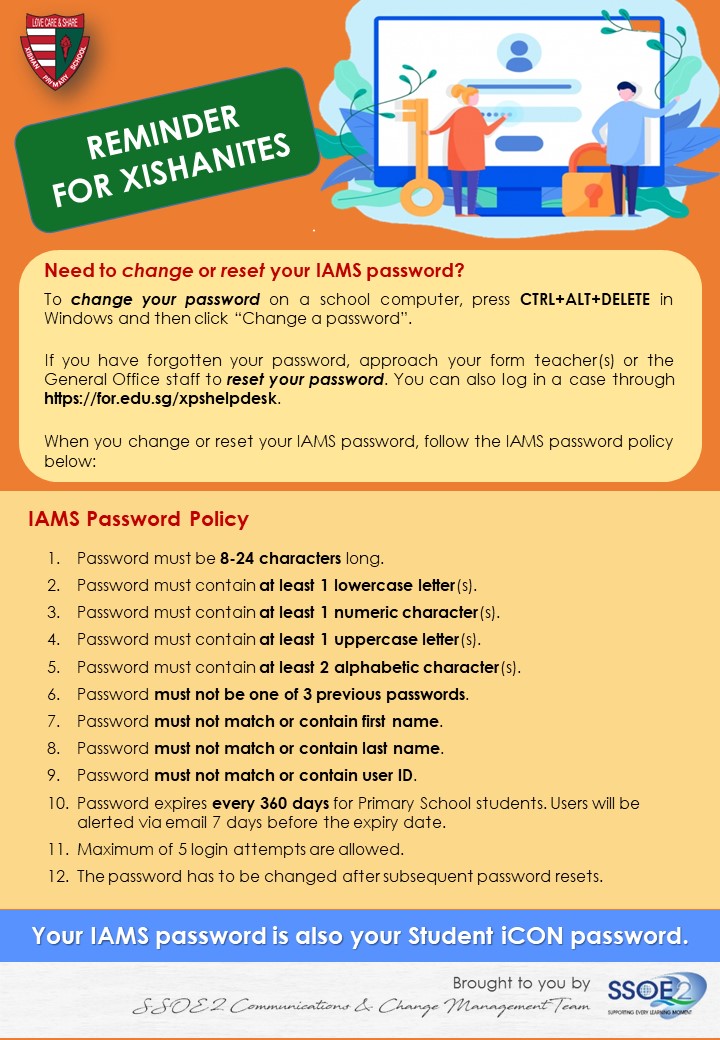 LOVE CARE & SHARE
XISHAN PRIMARY SCHOOL
REMINDER
FOR XISHANITES
Need to change or reset your IAMS password?
To change your password on a school computer, press CTRL+ALT+DELETE in
Windows and then click “Change a password”.
If you have forgotten your password, approach your form teacher(s) or the
General Office staff to reset your password. You can also log in a case through
https://for.edu.sg/xpshelpdesk.
When you change or reset your IAMS password, follow the IAMS password policy
below:
IAMS Password Policy
1. Password must be 8-24 characters long.
2. Password must contain at least 1 lowercase letter(s).
3. Password must contain at least 1 numeric character(s).
4. Password must contain at least 1 uppercase letter(s).
5. Password must contain at least 2 alphabetic character(s).
6. Password must not be one of 3 previous passwords.
7. Password must not match or contain first name.
8. Password must not match or contain last name.
9. Password must not match or contain user ID.
10. Password expires every 360 days for Primary School students. Users will be
alerted via email 7 days before the expiry date.
11. Maximum of 5 login attempts are allowed.
12. The password has to be changed after subsequent password resets.
Your IAMS password is also your Student iCON password.
Brought to you by
SSOE2 Communications & Change Management Team
SSOE2
SUPPORTING EVERY LEARNING MOMENT